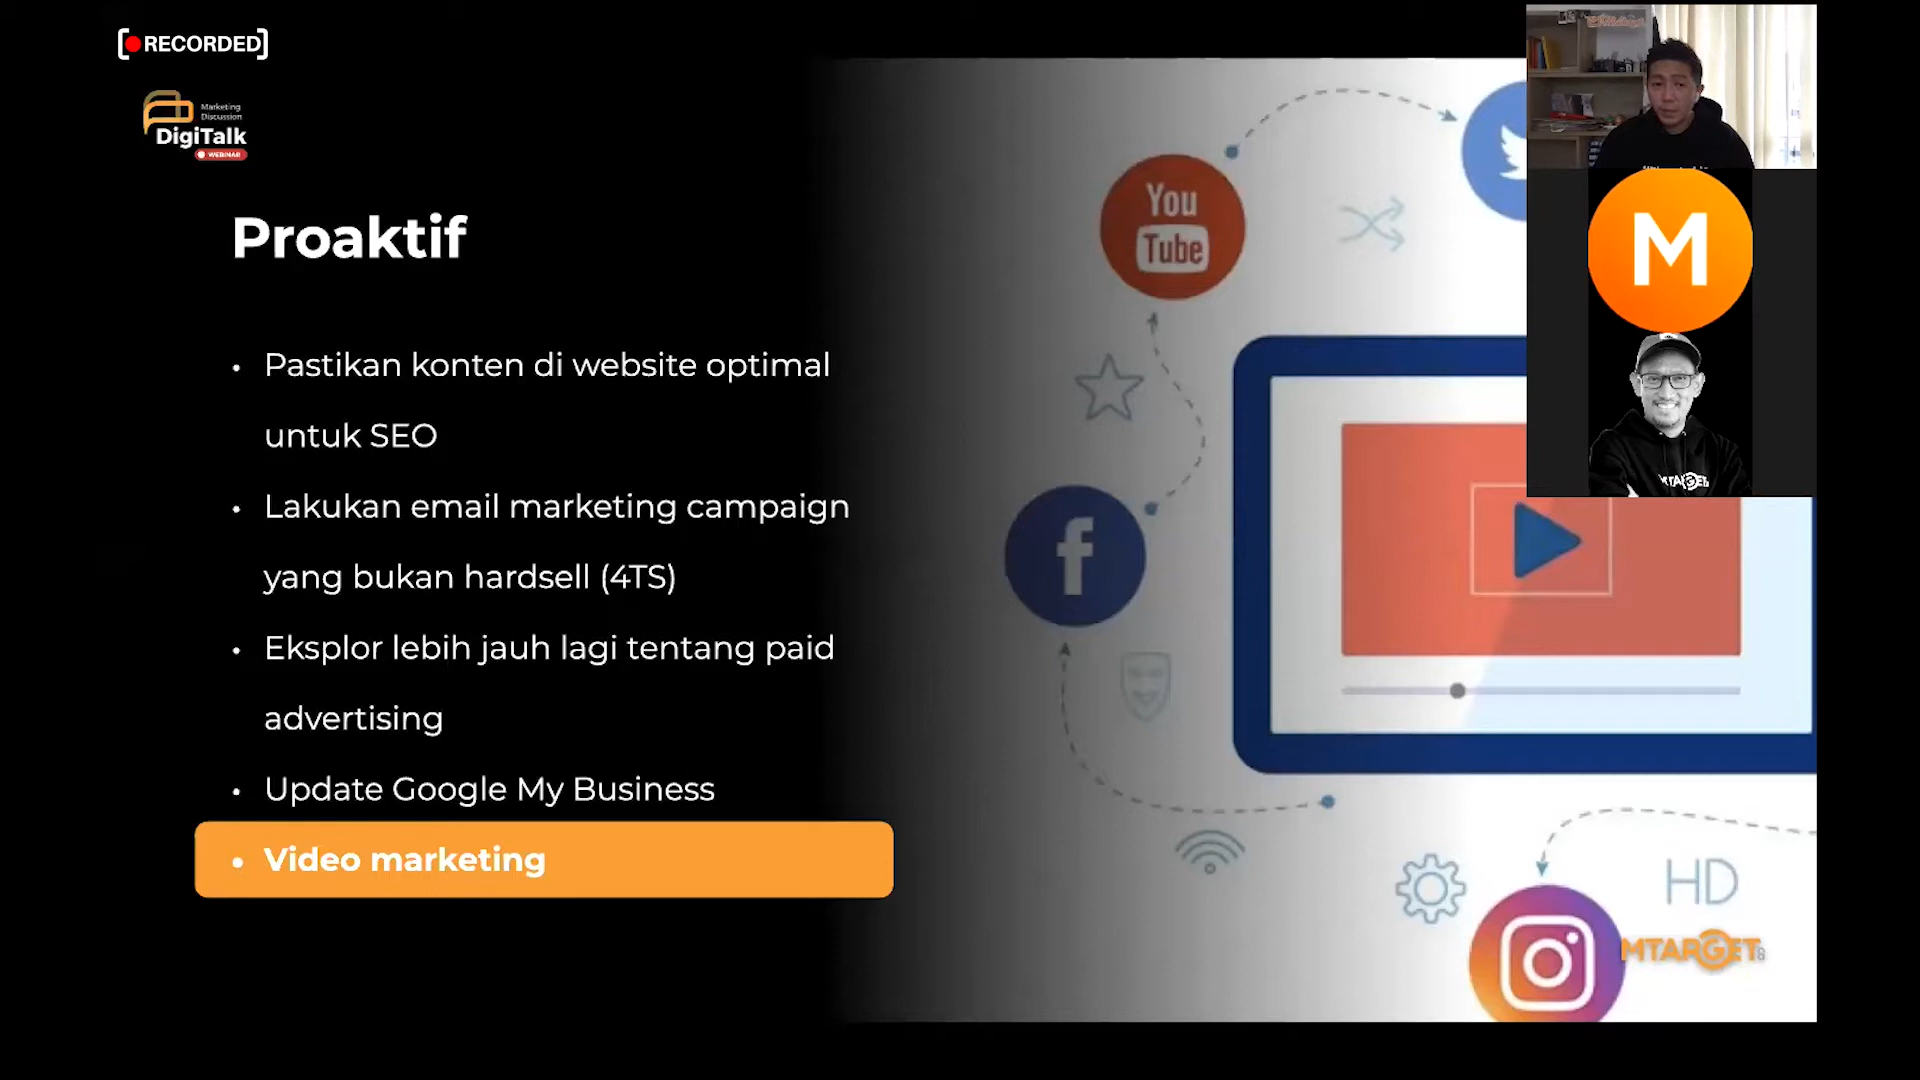 [RECORDED]
Marketing
Discussion
DigiTalk
WEBINAR
Proaktif
• Pastikan konten di website optimal
untuk SEO
• Lakukan email marketing campaign
yang bukan hardsell (4TS)
• Eksplor lebih jauh lagi tentang paid
advertising
• Update Google My Business
• Video marketing
You
Tube
f
M
MTARGET
HD
MTARGET